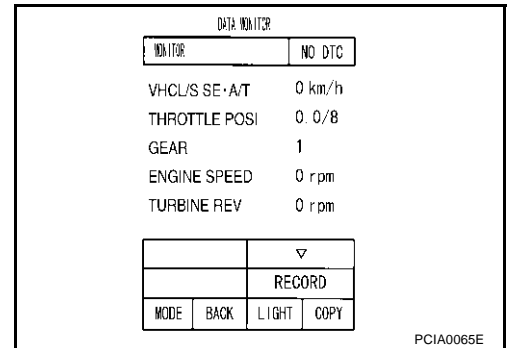 DATA MONITOR
MONITOR NO DTC
VHCL/S SE·A/T 0 km/h
THROTTLE POSI 0.0/8
GEAR 1
ENGINE SPEED 0 rpm
TURBINE REV 0 rpm
▽
RECORD
MODE BACK LIGHT COPY
PCIA0065E